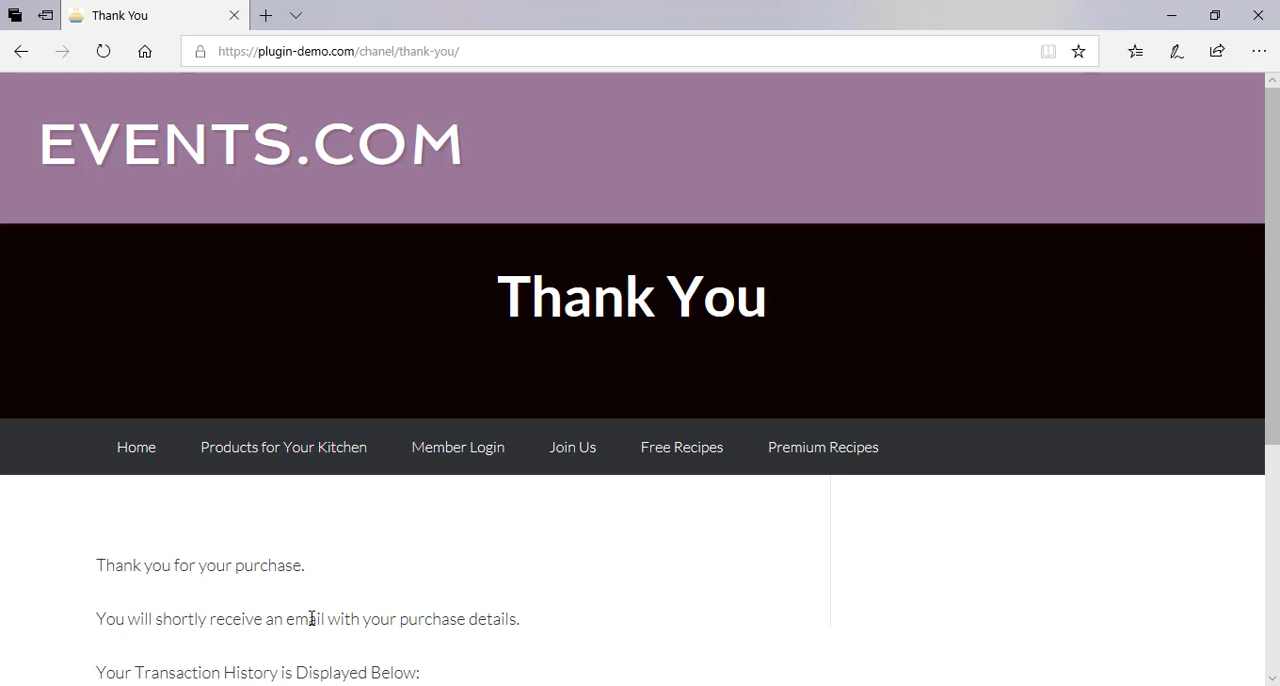 Thank You
https://plugin-demo.com/chanel/thank-you/
EVENTS.COM
Thank You
Home Products for Your Kitchen Member Login Join Us Free Recipes Premium Recipes
Thank you for your purchase.
You will shortly receive an email with your purchase details.
Your Transaction History is Displayed Below: